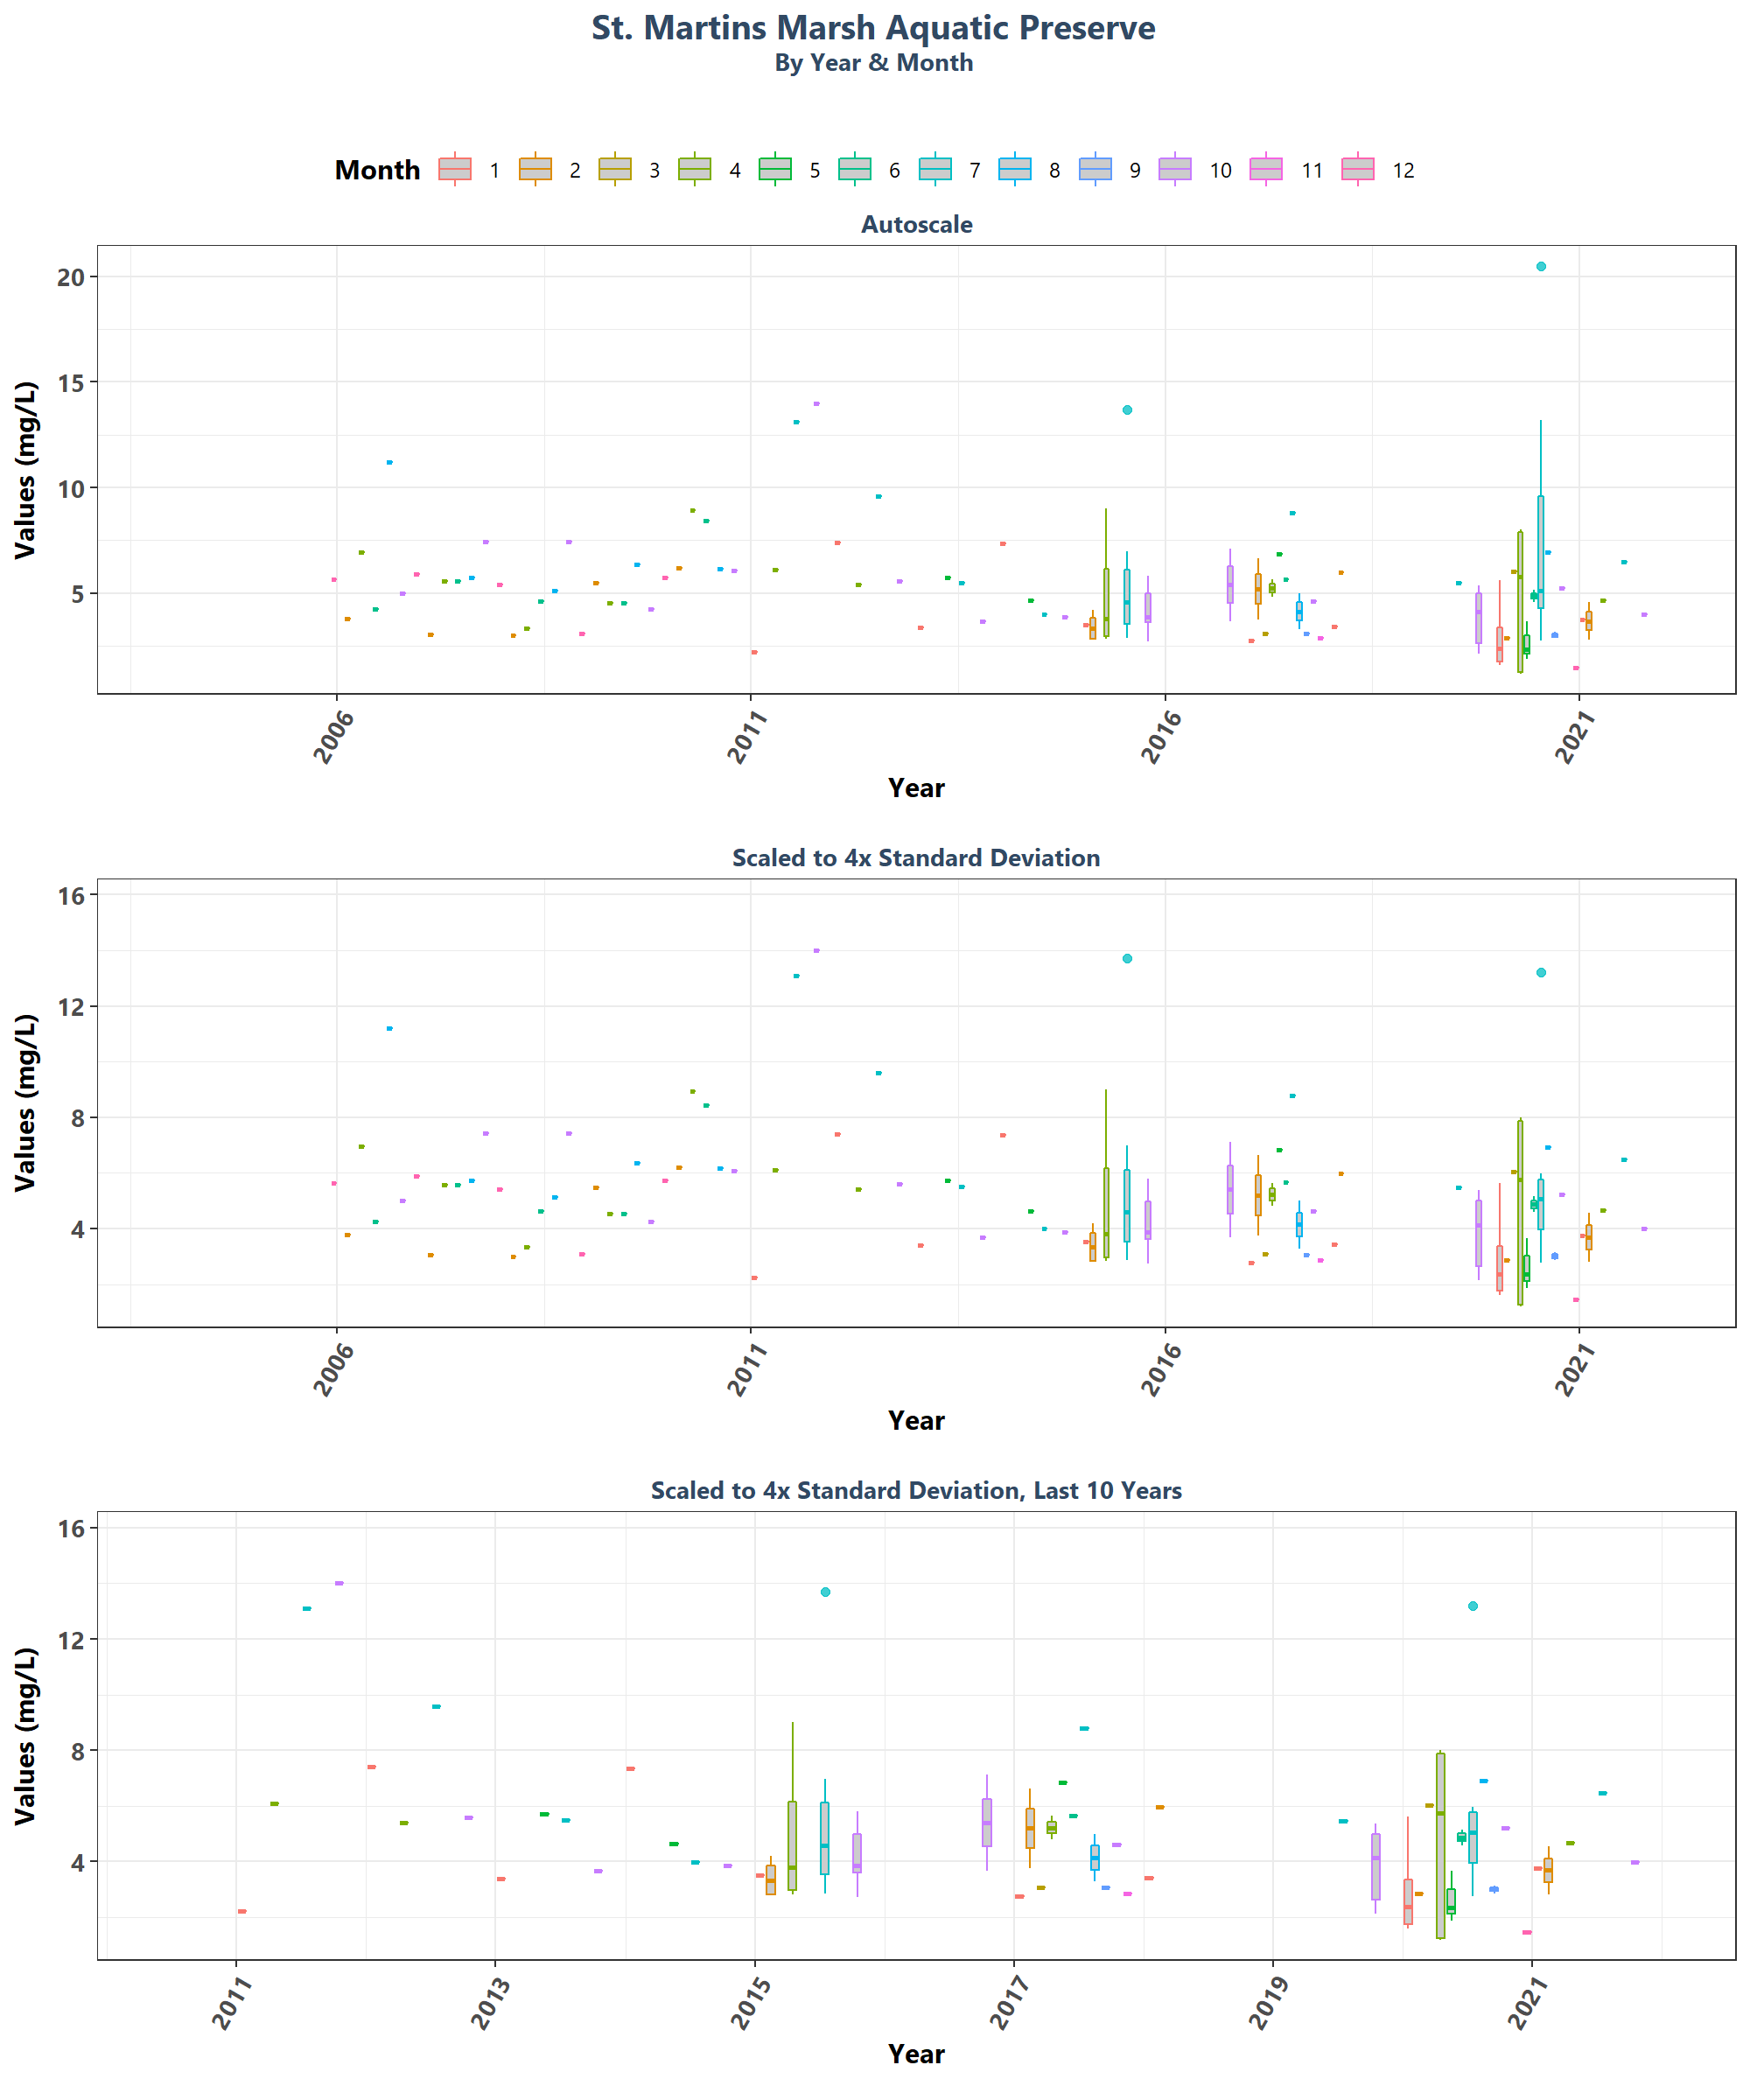 St. Martins Marsh Aquatic Preserve
By Year & Month
Month 1 2 3 4 5 6 7 8 9 10 11 12
Autoscale
Values (mg/L)
20
15
10
5
2006 2011 2016 2021
Year
Scaled to 4x Standard Deviation
Values (mg/L)
16
12
8
4
2006 2011 2016 2021
Year
Scaled to 4x Standard Deviation, Last 10 Years
Values (mg/L)
16
12
8
4
2011 2013 2015 2017 2019 2021
Year